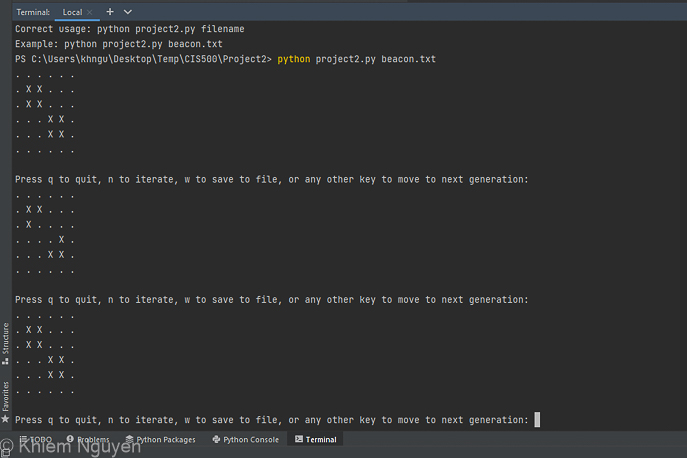 Terminal: Local × + ∨
Correct usage: python project2.py filename
Example: python project2.py beacon.txt
PS C:\Users\khngu\Desktop\Temp\CIS500\Project2> python project2.py beacon.txt
. . . . . .
. X X . . .
. X X . . .
. . . X X .
. . . X X .
. . . . . .
Press q to quit, n to iterate, w to save to file, or any other key to move to next generation:
. . . . . .
. X X . . .
. X . . . .
. . . . X .
. . . X X .
. . . . . .
Press q to quit, n to iterate, w to save to file, or any other key to move to next generation:
. . . . . .
. X X . . .
. X X . . .
. . . X X .
. . . X X .
. . . . . .
Press q to quit, n to iterate, w to save to file, or any other key to move to next generation:
Structure
Favorites
TODO Problems Python Packages Python Console Terminal
© Khiem Nguyen